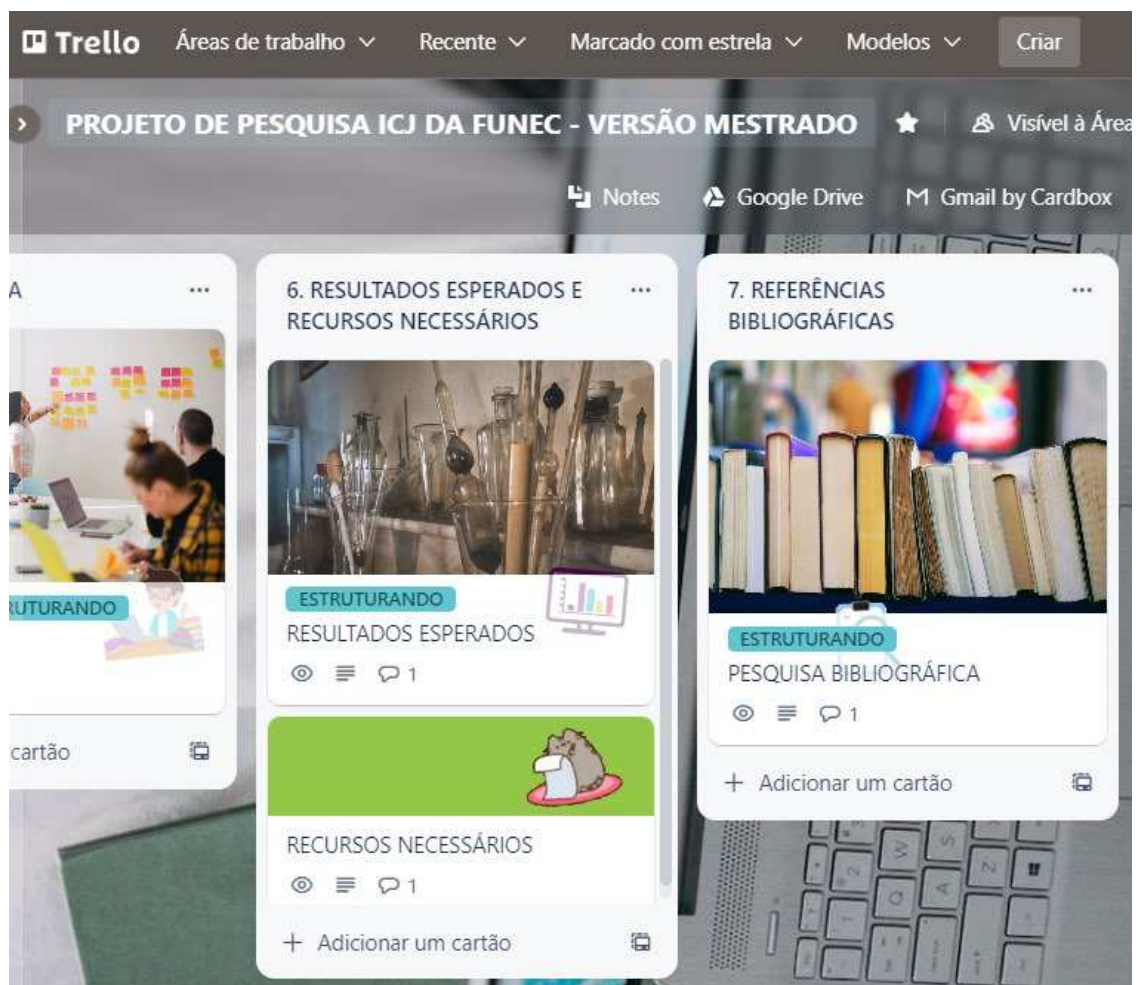 Trello Áreas de trabalho Recente Marcado com estrela Modelos Criar
PROJETO DE PESQUISA ICJ DA FUNEC - VERSÃO MESTRADO Visível à Área
Notes Google Drive Gmail by Cardbox
A
RUTURANDO
cartão
6. RESULTADOS ESPERADOS E
RECURSOS NECESSÁRIOS
ESTRUTURANDO
RESULTADOS ESPERADOS
1
RECURSOS NECESSÁRIOS
1
+ Adicionar um cartão
7. REFERÊNCIAS
BIBLIOGRÁFICAS
ESTRUTURANDO
PESQUISA BIBLIOGRÁFICA
1
+ Adicionar um cartão